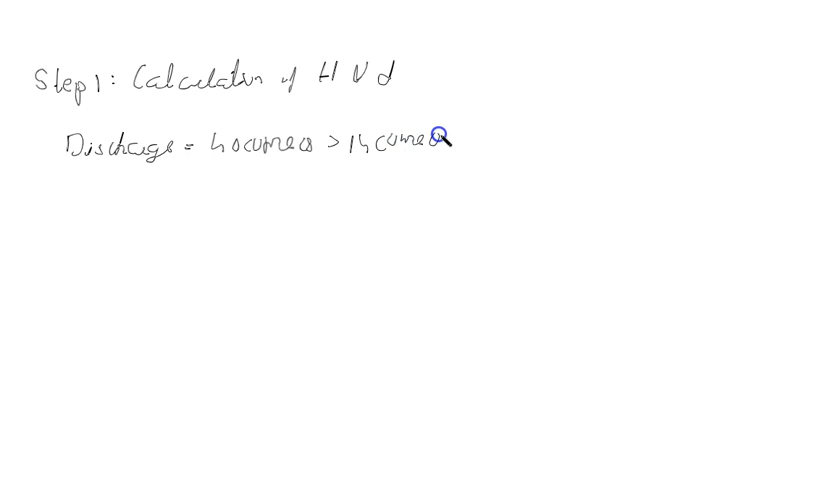 Step 1: Calculation of H d
Discharge = 40 cumecs > 14 cumecs